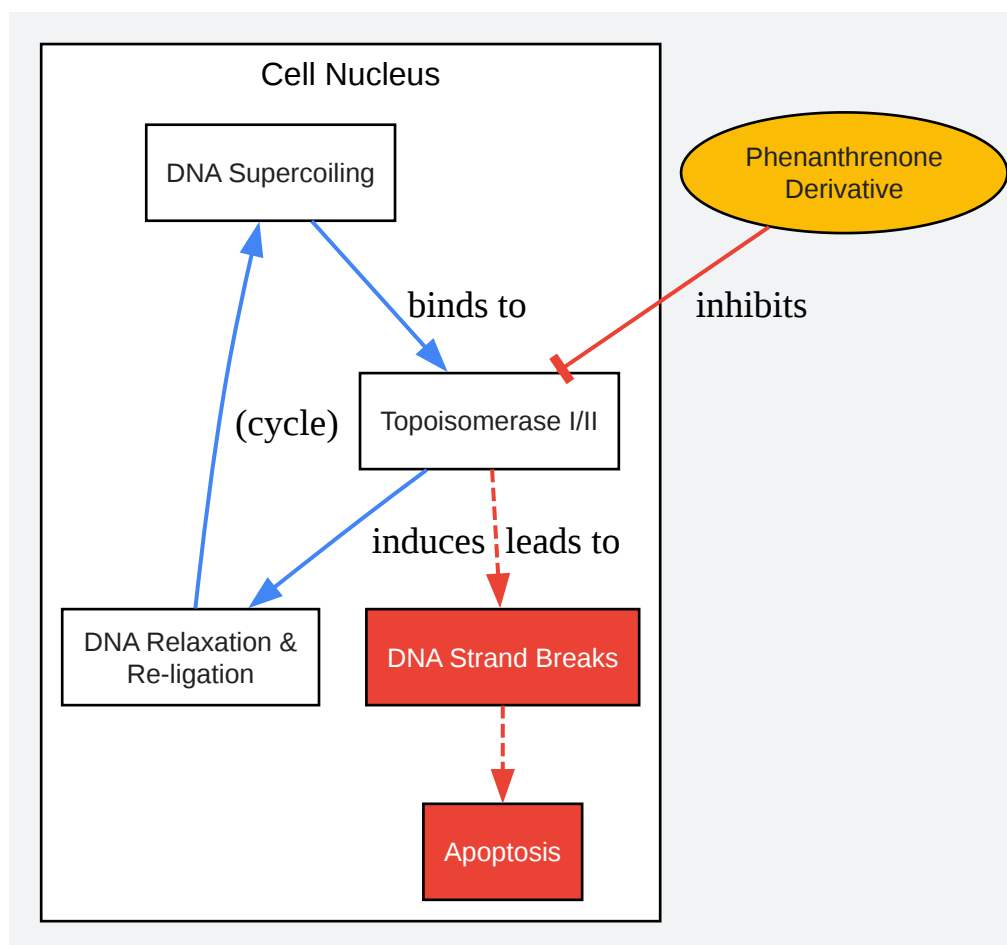 Cell Nucleus
DNA Supercoiling
Phenanthrenone
Derivative
binds to
inhibits
(cycle)
Topoisomerase I/II
induces
leads to
DNA Relaxation &
Re-ligation
DNA Strand Breaks
Apoptosis